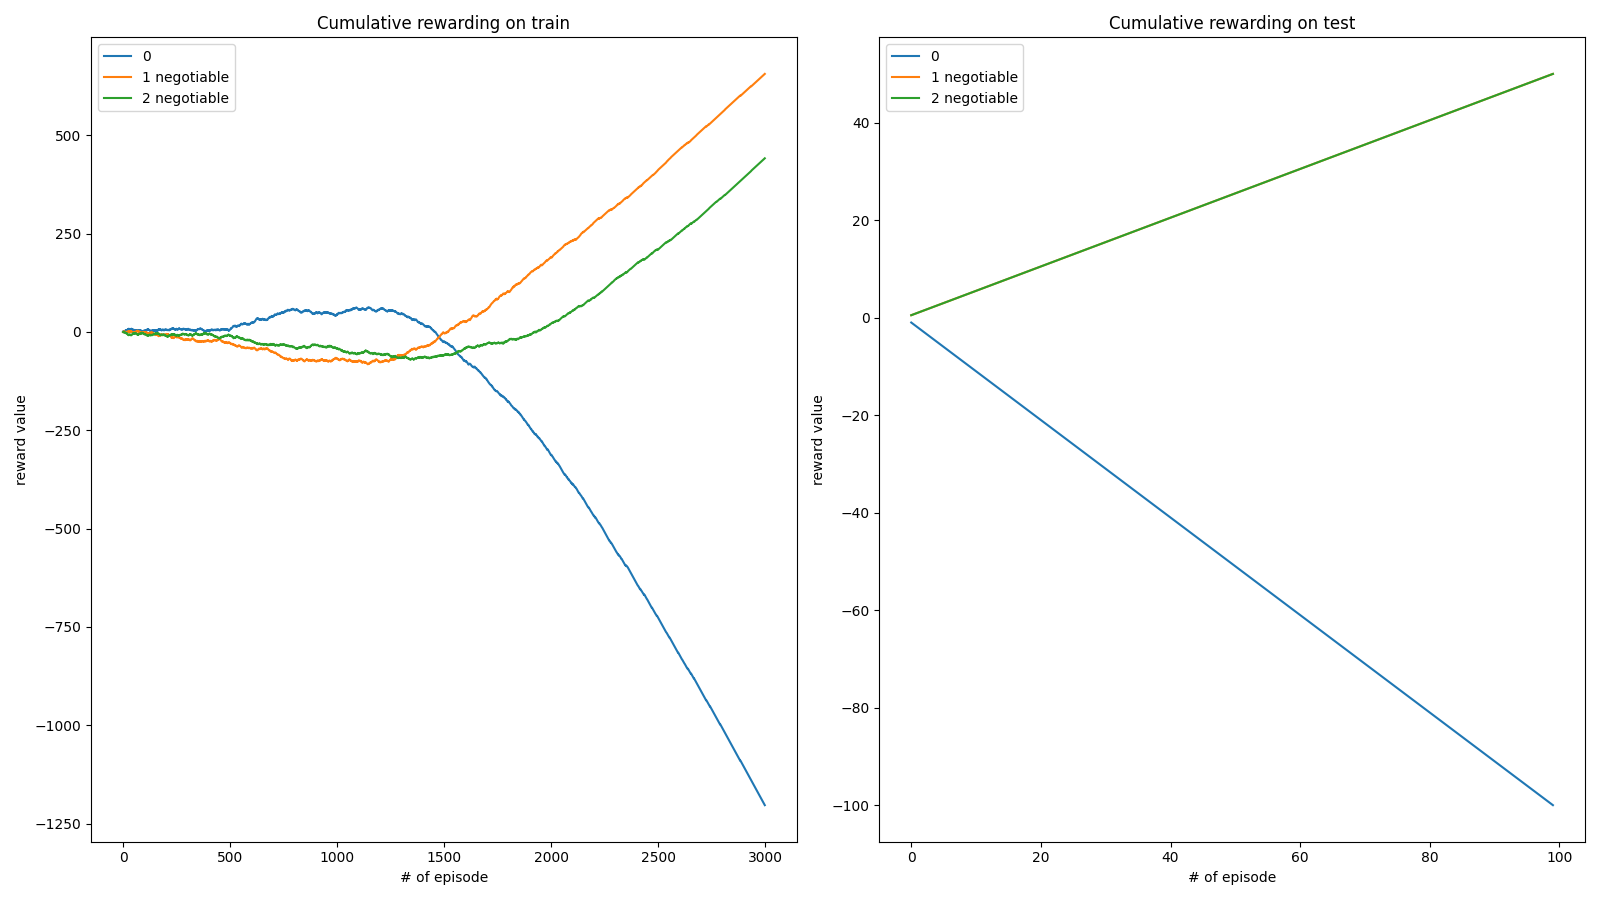 Cumulative rewarding on train
0
1 negotiable
2 negotiable
500
250
0
−250
−500
−750
−1000
−1250
reward value
0 500 1000 1500 2000 2500 3000
# of episode
Cumulative rewarding on test
0
1 negotiable
2 negotiable
40
20
0
−20
−40
−60
−80
−100
reward value
0 20 40 60 80 100
# of episode